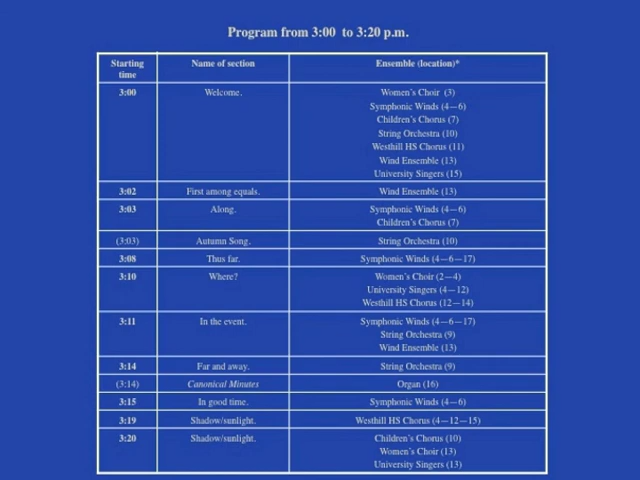 Program from 3:00 to 3:20 p.m.
Starting time Name of section Ensemble (location)*
3:00 Welcome. Women's Choir (3)
Symphonic Winds (4—6)
Children's Chorus (7)
String Orchestra (10)
Westhill HS Chorus (11)
Wind Ensemble (13)
University Singers (15)
3:02 First among equals. Wind Ensemble (13)
3:03 Along. Symphonic Winds (4—6)
Children's Chorus (7)
(3:03) Autumn Song. String Orchestra (10)
3:08 Thus far. Symphonic Winds (4—6—17)
3:10 Where? Women's Choir (2—4)
University Singers (4—12)
Westhill HS Chorus (12—14)
3:11 In the event. Symphonic Winds (4—6—17)
String Orchestra (9)
Wind Ensemble (13)
3:14 Far and away. String Orchestra (9)
(3:14) Canonical Minutes Organ (16)
3:15 In good time. Symphonic Winds (4—6)
3:19 Shadow/sunlight. Westhill HS Chorus (4—12—15)
3:20 Shadow/sunlight. Children's Chorus (10)
Women's Choir (13)
University Singers (13)